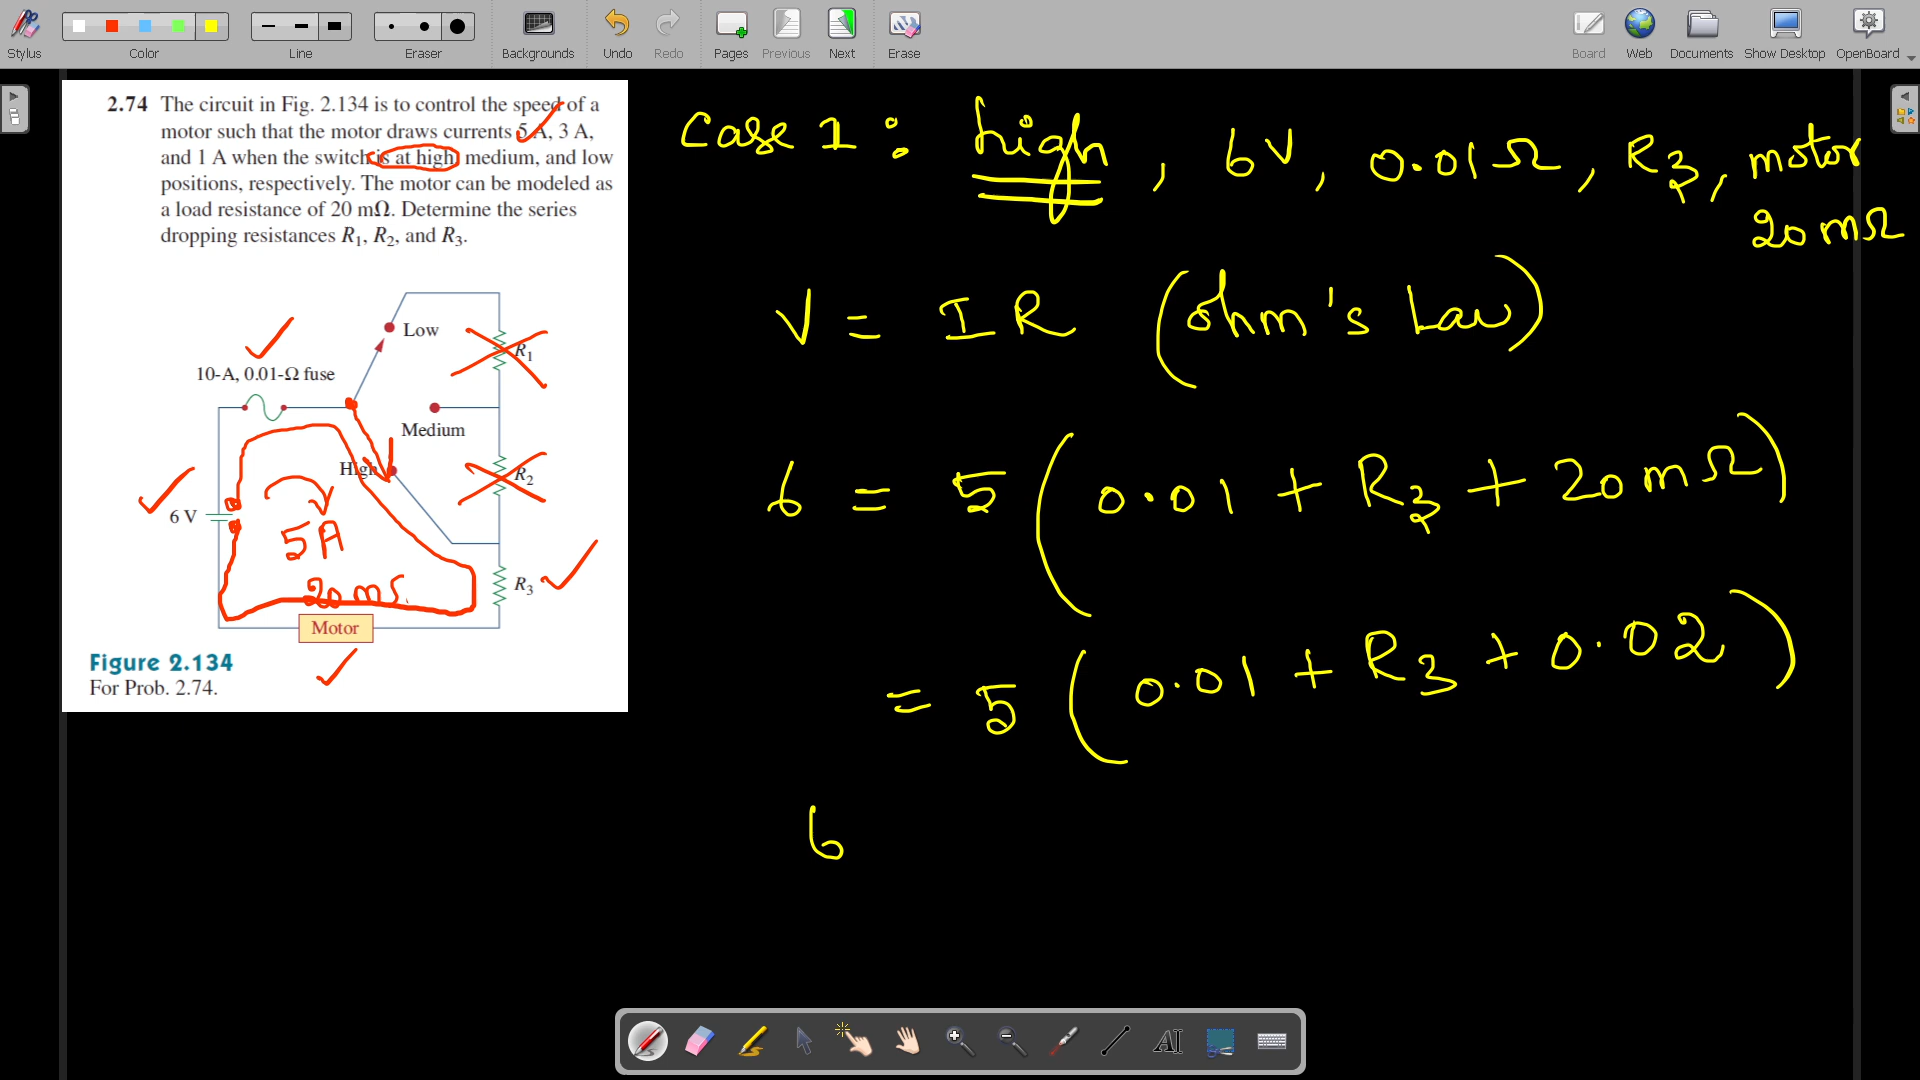 Stylus Color Line Eraser Backgrounds Undo Redo Pages Previous Next Erase Board Web Documents Show Desktop OpenBoard
2.74 The circuit in Fig. 2.134 is to control the speed of a
motor such that the motor draws currents 5 A, 3 A,
and 1 A when the switch is at high, medium, and low
positions, respectively. The motor can be modeled as
a load resistance of 20 mΩ. Determine the series
dropping resistances R₁, R₂, and R₃.
Low
R₁
10-A, 0.01-Ω fuse
Medium
High
R₂
6 V
5A
20 m
R₃
Motor
Figure 2.134
For Prob. 2.74.
Case 1 : high, 6V, 0.01Ω, R₃, motor
20mΩ
V = IR (ohm's Law)
6 = 5 (0.01 + R₃ + 20mΩ)
= 5 (0.01 + R₃ + 0.02)
6
AI